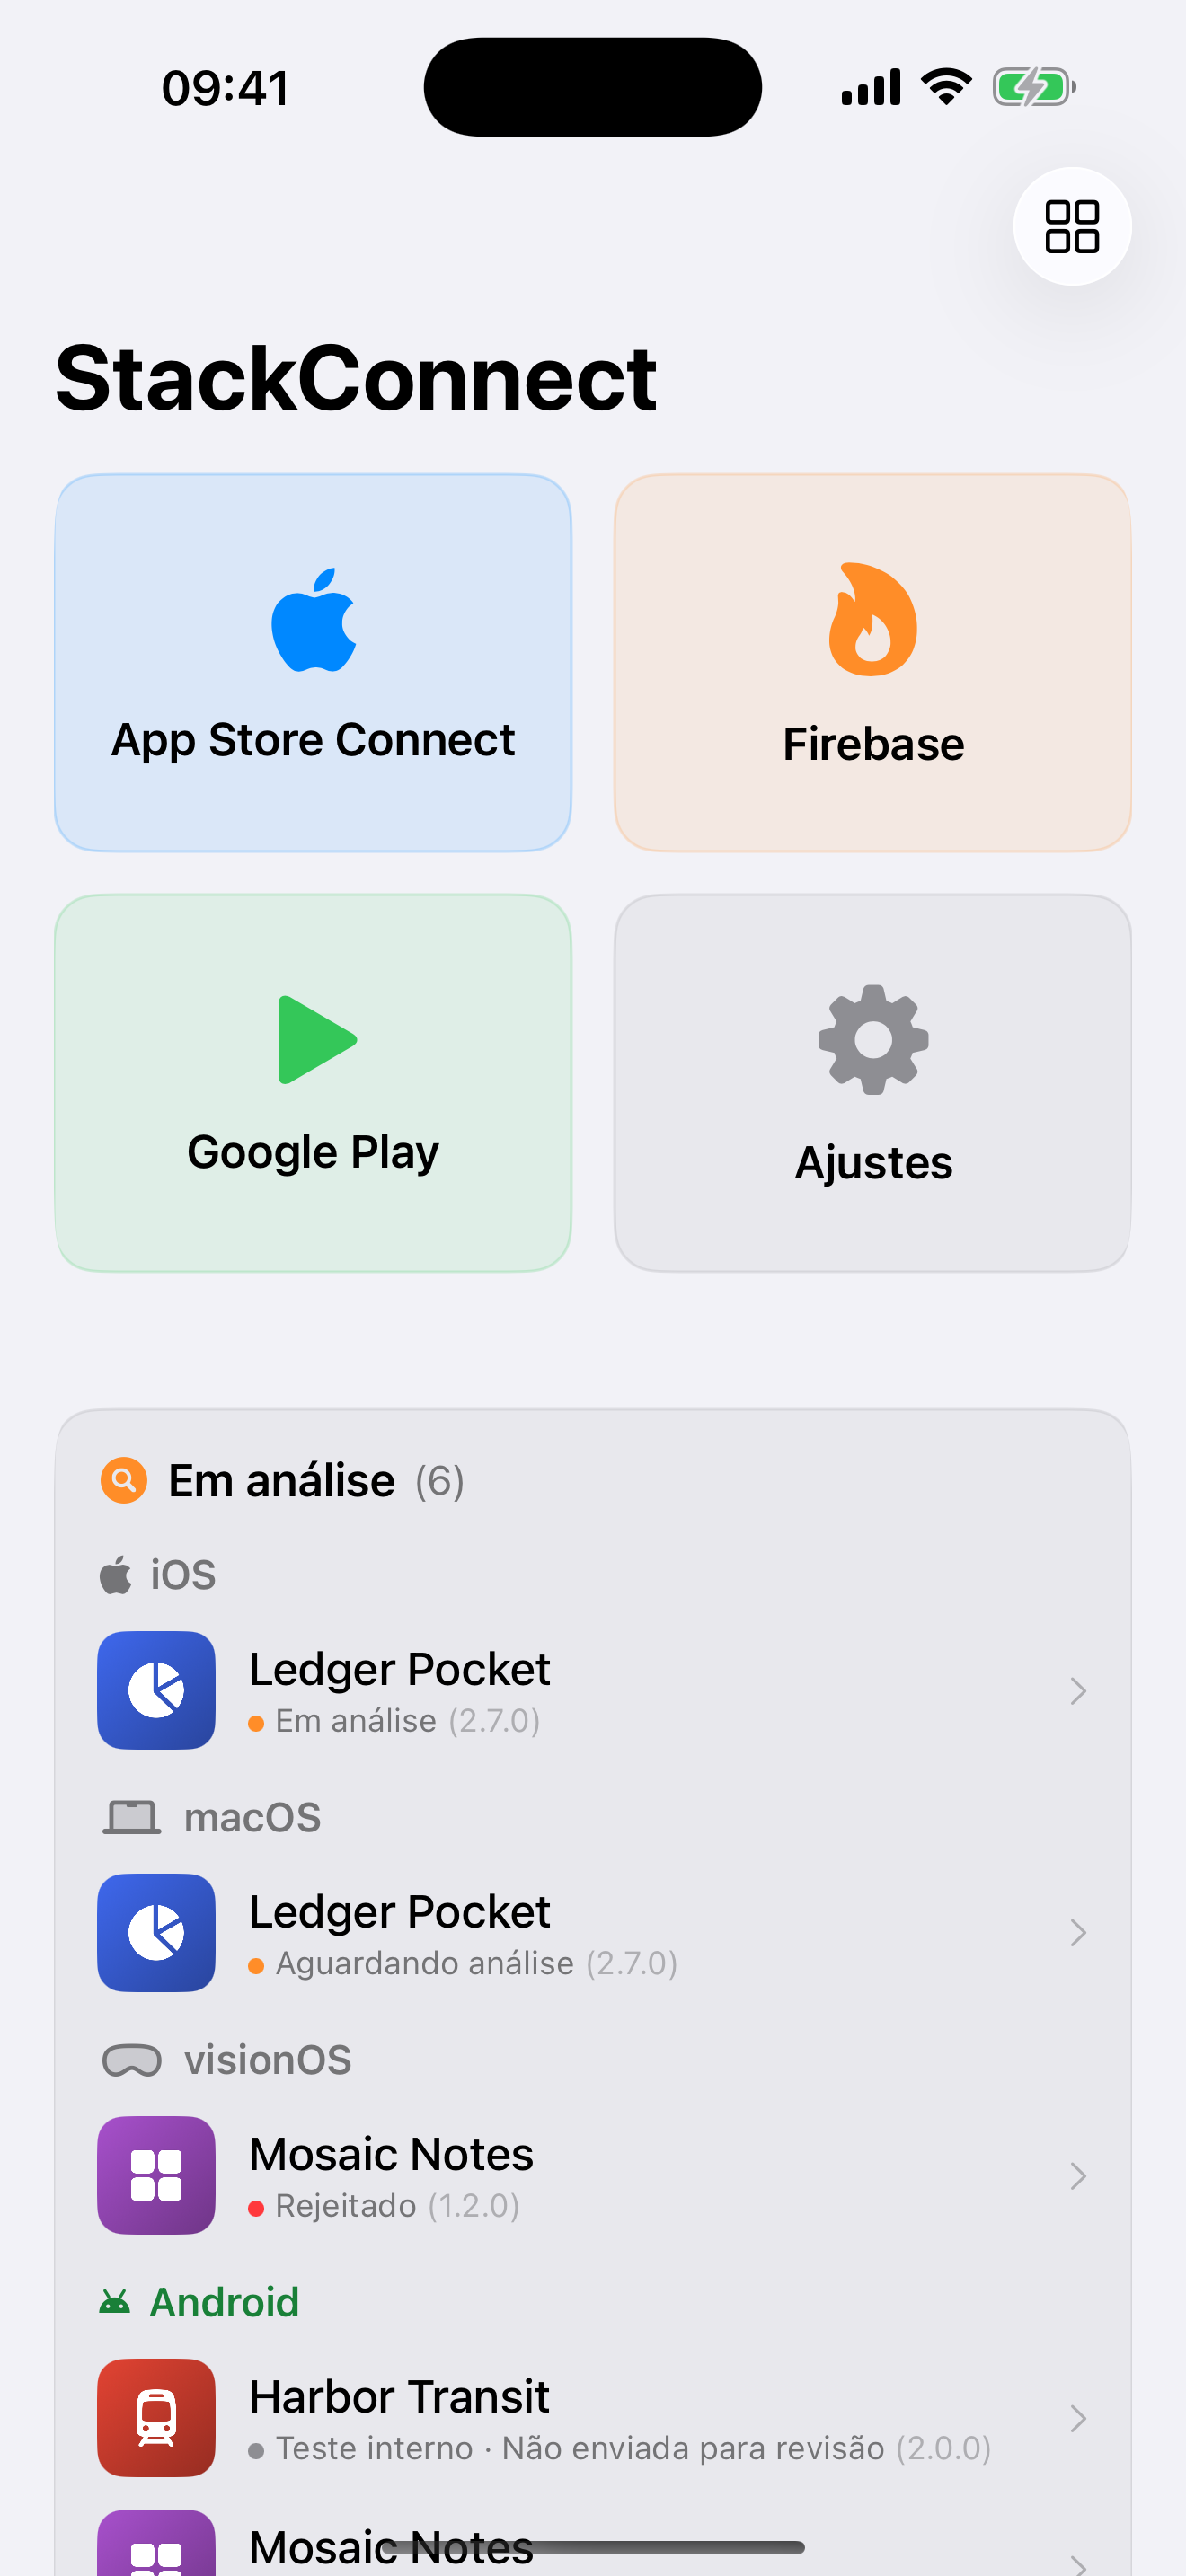 09:41
StackConnect
App Store Connect
Firebase
Google Play
Ajustes
Em análise (6)
iOS
Ledger Pocket
Em análise (2.7.0)
macOS
Ledger Pocket
Aguardando análise (2.7.0)
visionOS
Mosaic Notes
Rejeitado (1.2.0)
Android
Harbor Transit
Teste interno · Não enviada para revisão (2.0.0)
Mosaic Notes